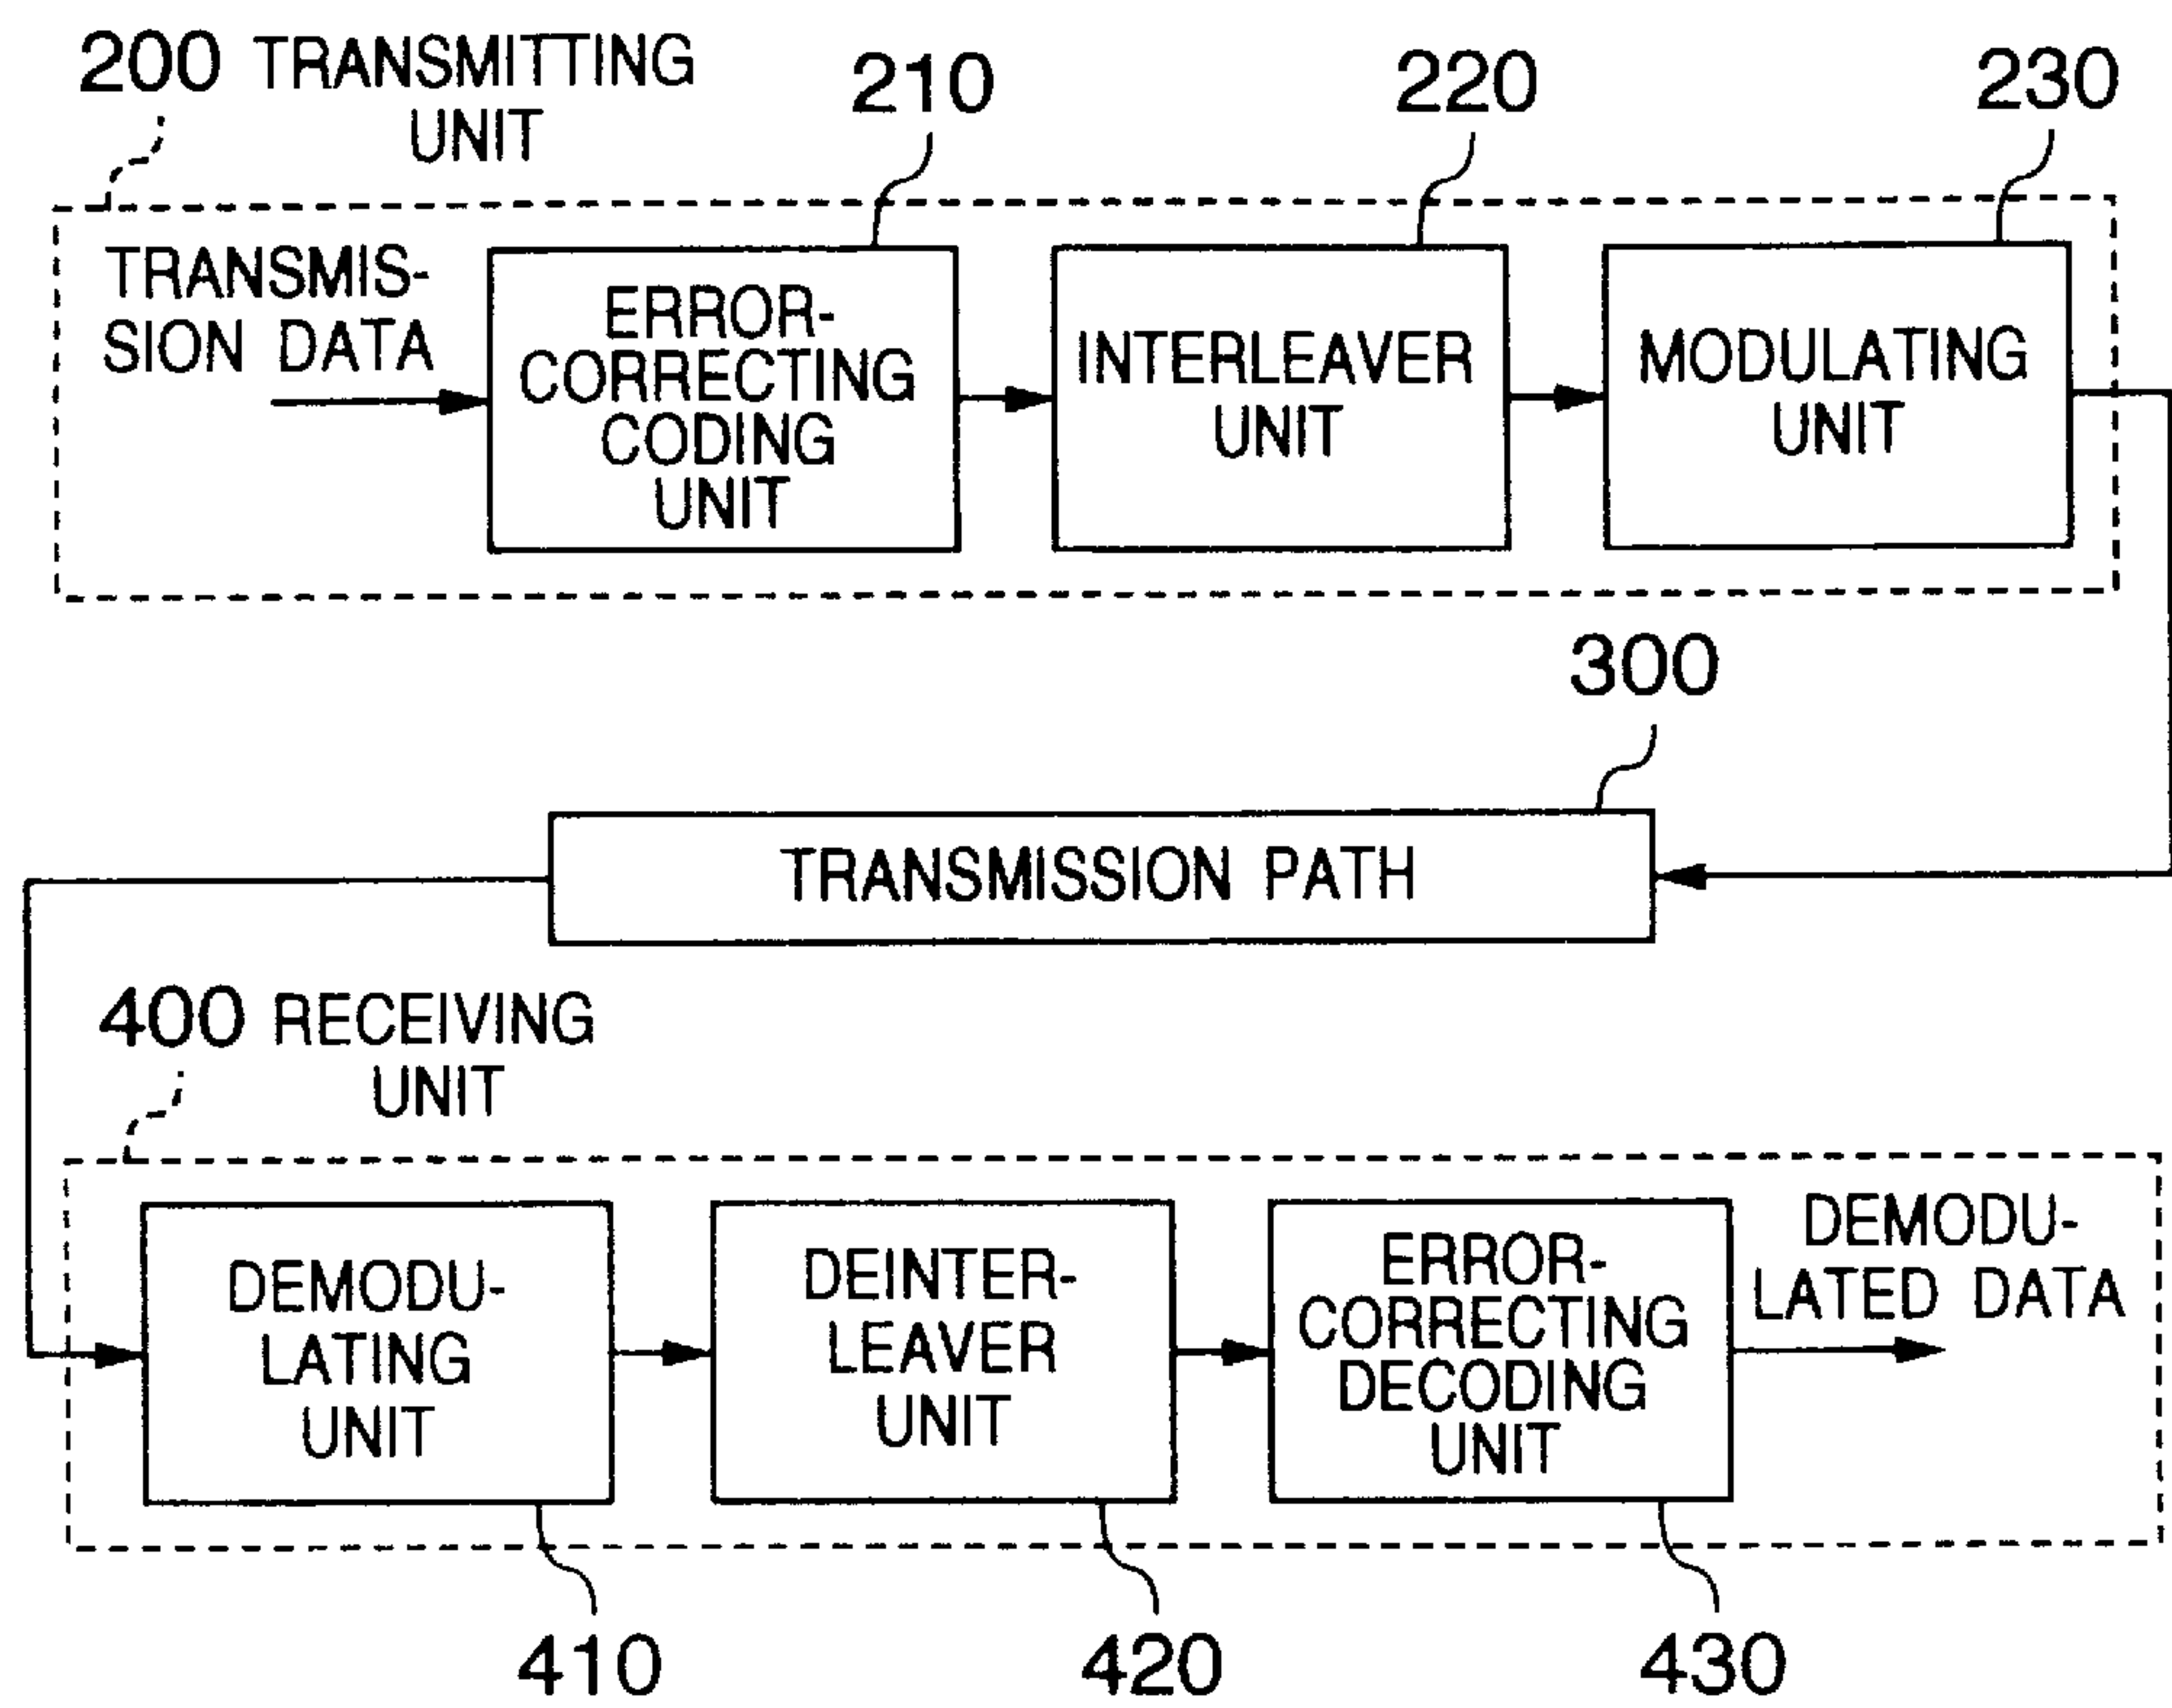 200 TRANSMITTING
UNIT
210
220
230
TRANSMIS-
SION DATA
ERROR-
CORRECTING
CODING
UNIT
INTERLEAVER
UNIT
MODULATING
UNIT
300
TRANSMISSION PATH
400 RECEIVING
UNIT
DEMODU-
LATING
UNIT
DEINTER-
LEAVER
UNIT
ERROR-
CORRECTING
DECODING
UNIT
DEMODU-
LATED DATA
410
420
430